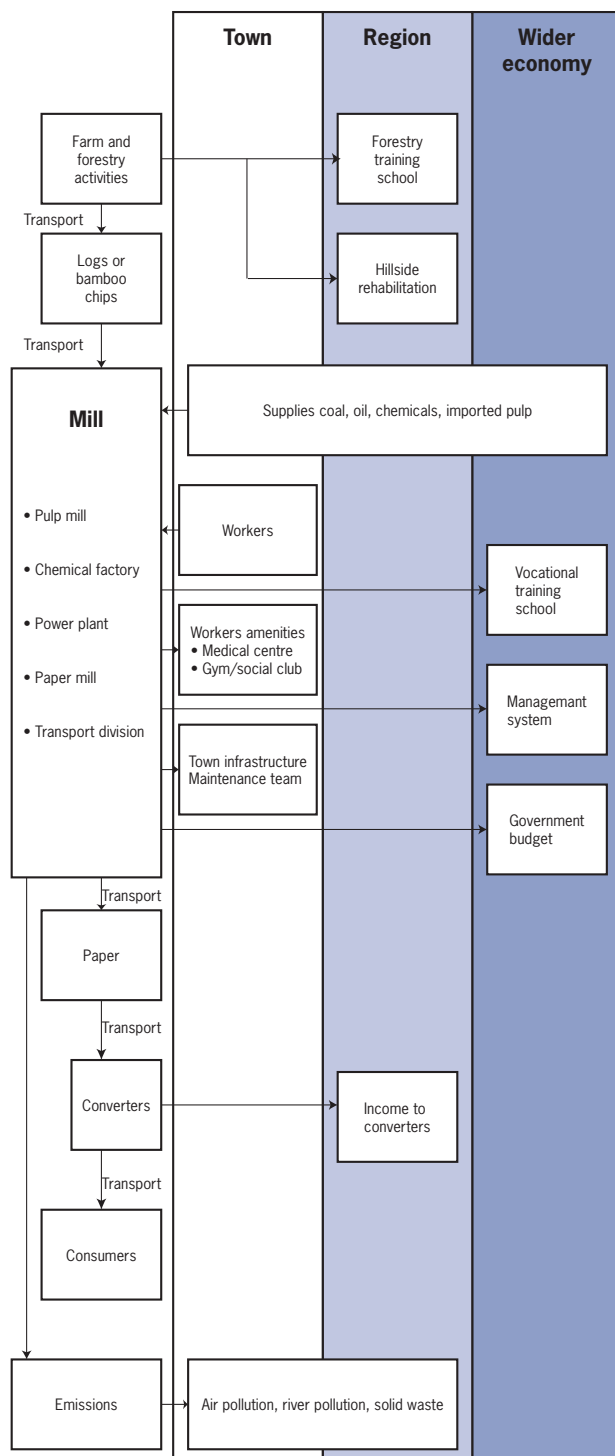 Town
Region
Wider
economy
Farm and
forestry
activities
Forestry
training
school
Transport
Logs or
bamboo
chips
Hillside
rehabilitation
Transport
Mill
Supplies coal, oil, chemicals, imported pulp
• Pulp mill
Workers
• Chemical factory
Vocational
training
school
• Power plant
Workers amenities
• Medical centre
• Gym/social club
• Paper mill
Managemant
system
• Transport division
Town infrastructure
Maintenance team
Government
budget
Transport
Paper
Transport
Converters
Income to
converters
Transport
Consumers
Emissions
Air pollution, river pollution, solid waste